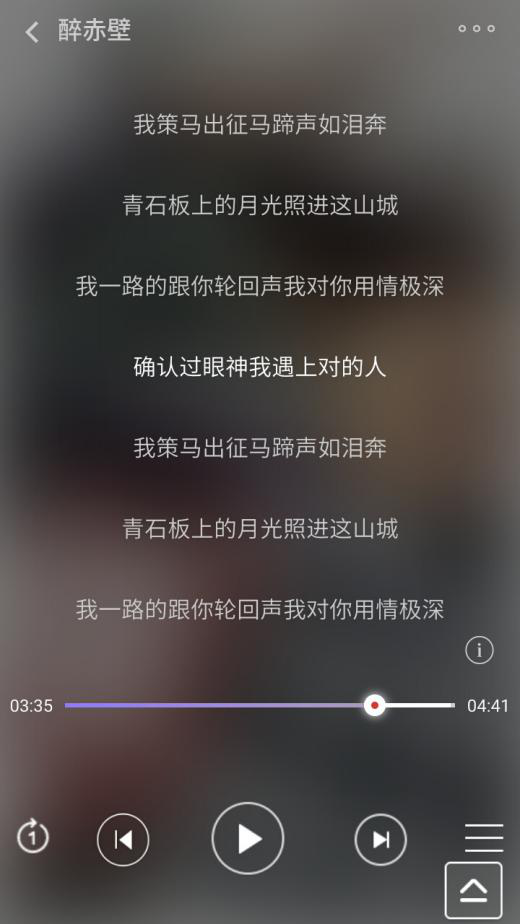 醉赤壁
我策马出征马蹄声如泪奔
青石板上的月光照进这山城
我一路的跟你轮回声我对你用情极深
确认过眼神我遇上对的人
我策马出征马蹄声如泪奔
青石板上的月光照进这山城
我一路的跟你轮回声我对你用情极深
i
03:35
04:41
1